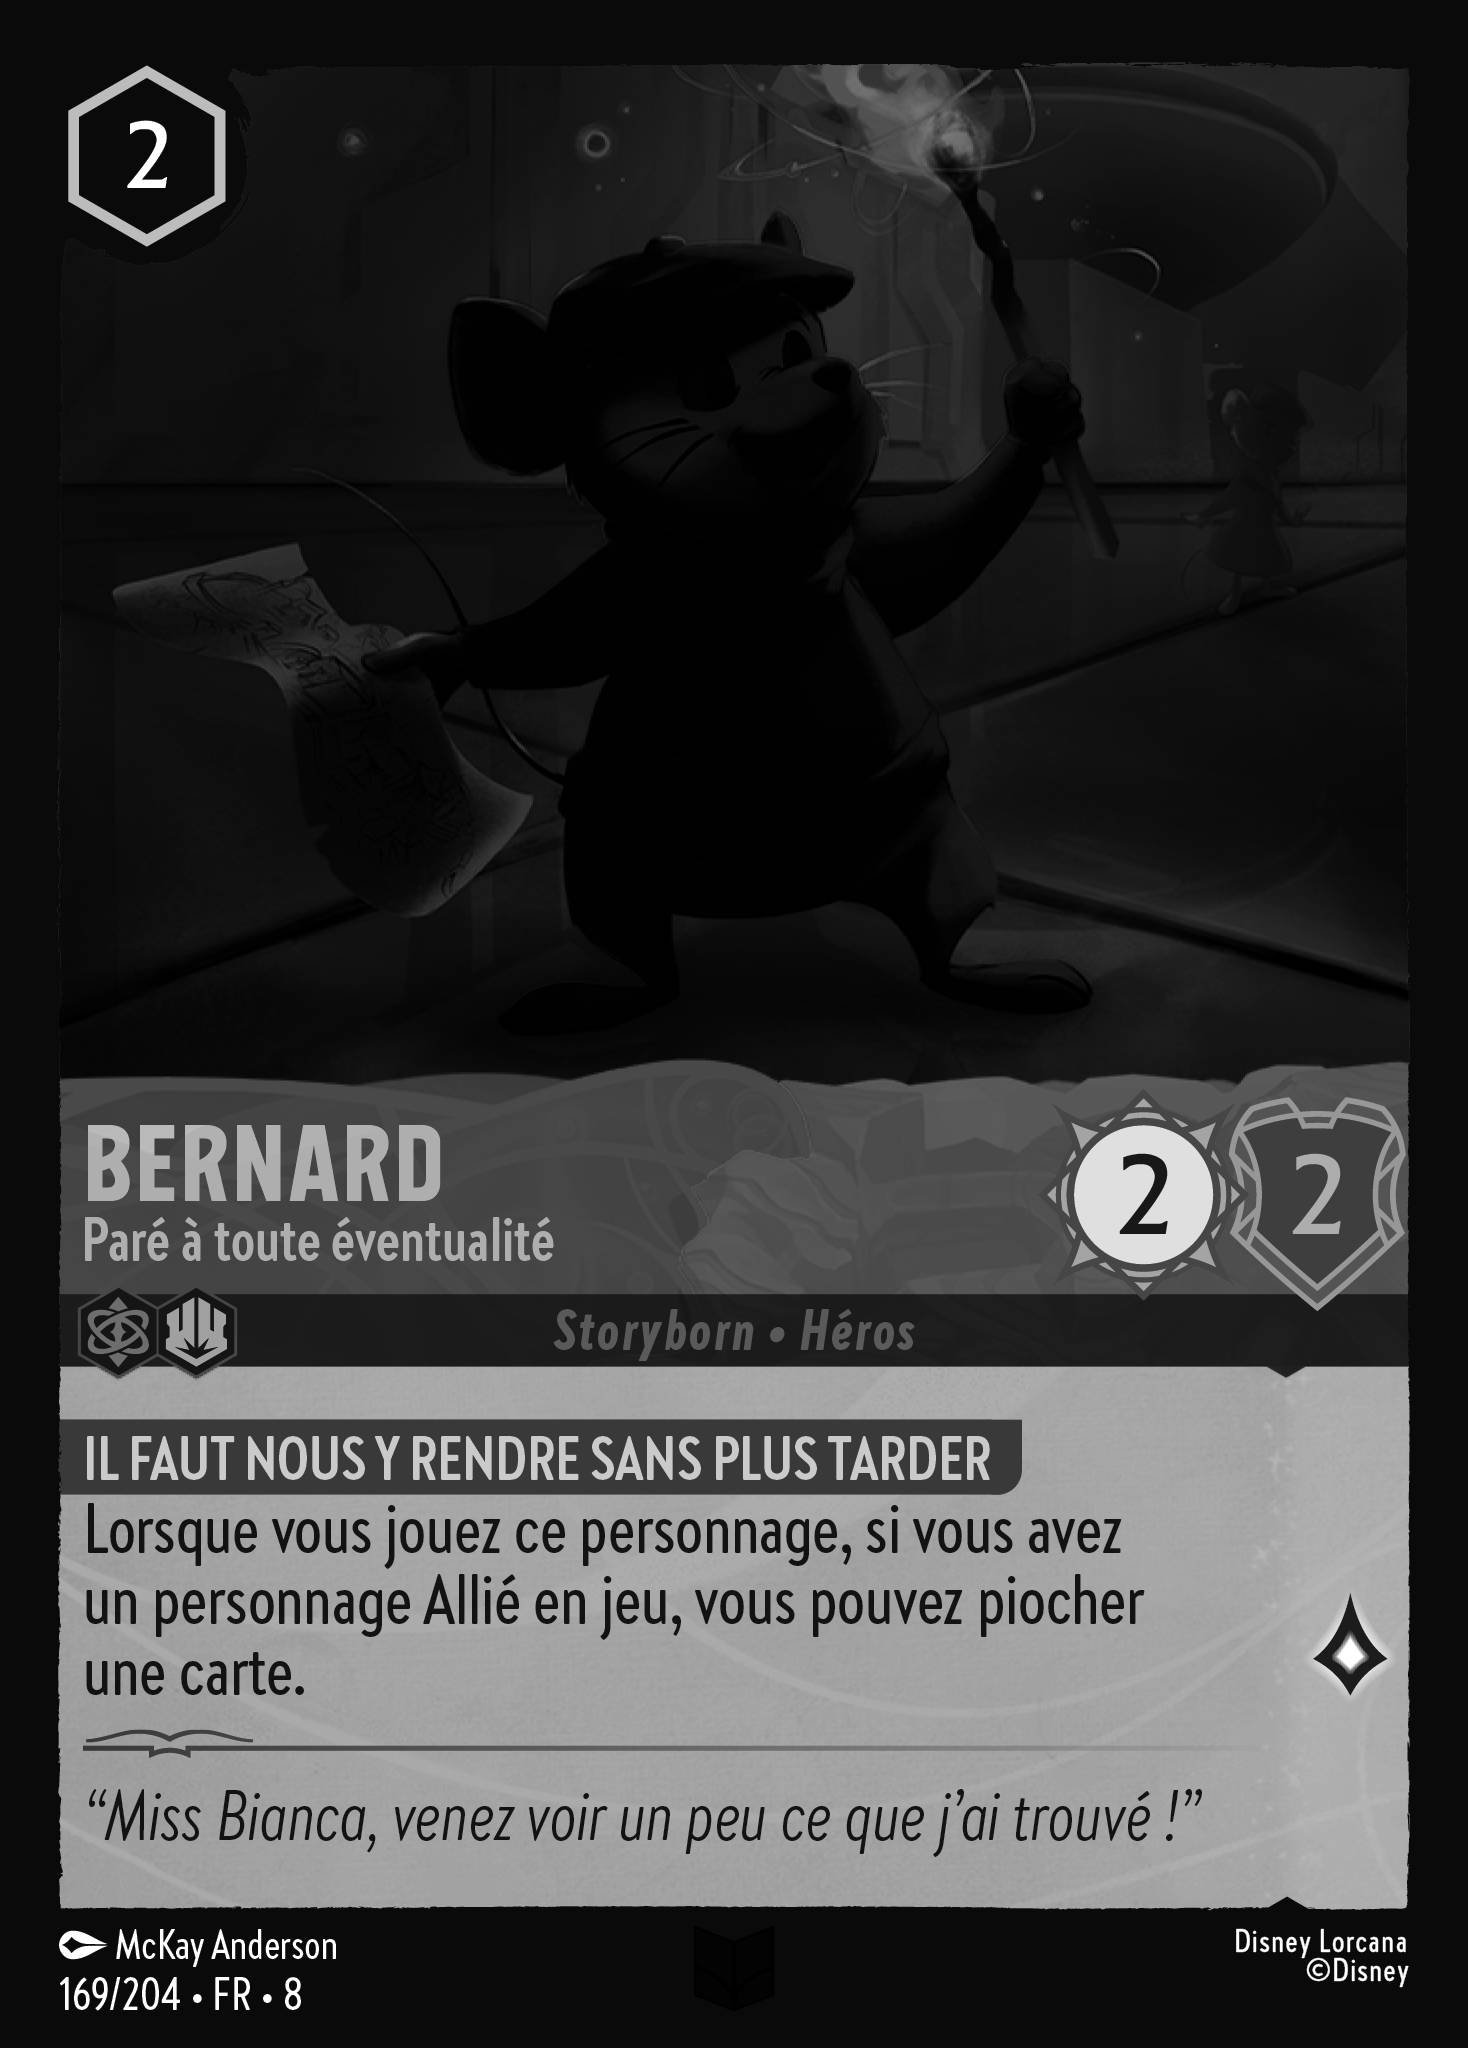 2
BERNARD
Paré à toute éventualité
2
2
Storyborn • Héros
IL FAUT NOUS Y RENDRE SANS PLUS TARDER
Lorsque vous jouez ce personnage, si vous avez
un personnage Allié en jeu, vous pouvez piocher
une carte.
“Miss Bianca, venez voir un peu ce que j’ai trouvé !”
McKay Anderson
169/204 • FR • 8
Disney Lorcana
©Disney